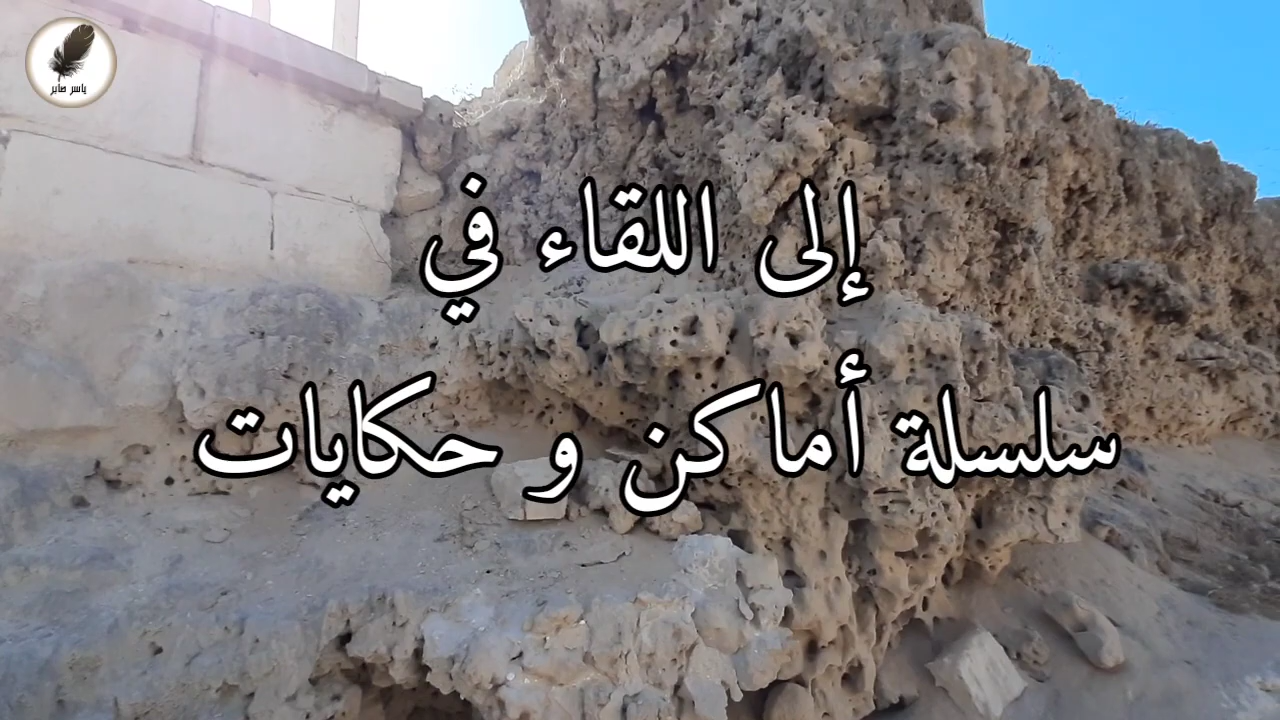 ياسر صابر
إلى اللقاء في
سلسلة أماكن و حكايات